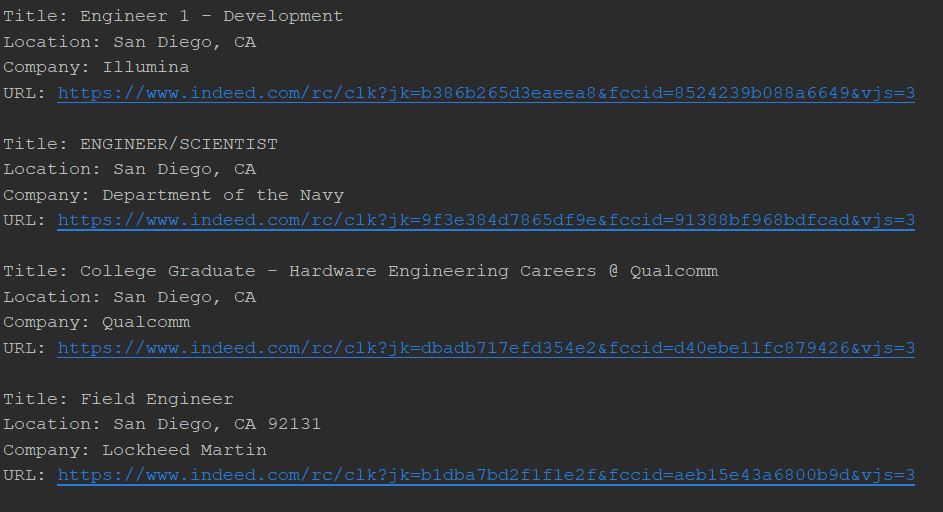 Title: Engineer 1 - Development
Location: San Diego, CA
Company: Illumina
URL: https://www.indeed.com/rc/clk?jk=b386b265d3eaeea8&fccid=8524239b088a6649&vjs=3
Title: ENGINEER/SCIENTIST
Location: San Diego, CA
Company: Department of the Navy
URL: https://www.indeed.com/rc/clk?jk=9f3e384d7865df9e&fccid=91388bf968bdfcad&vjs=3
Title: College Graduate - Hardware Engineering Careers @ Qualcomm
Location: San Diego, CA
Company: Qualcomm
URL: https://www.indeed.com/rc/clk?jk=dbadb717efd354e2&fccid=d40ebe11fc879426&vjs=3
Title: Field Engineer
Location: San Diego, CA 92131
Company: Lockheed Martin
URL: https://www.indeed.com/rc/clk?jk=b1dba7bd2f1f1e2f&fccid=aeb15e43a6800b9d&vjs=3